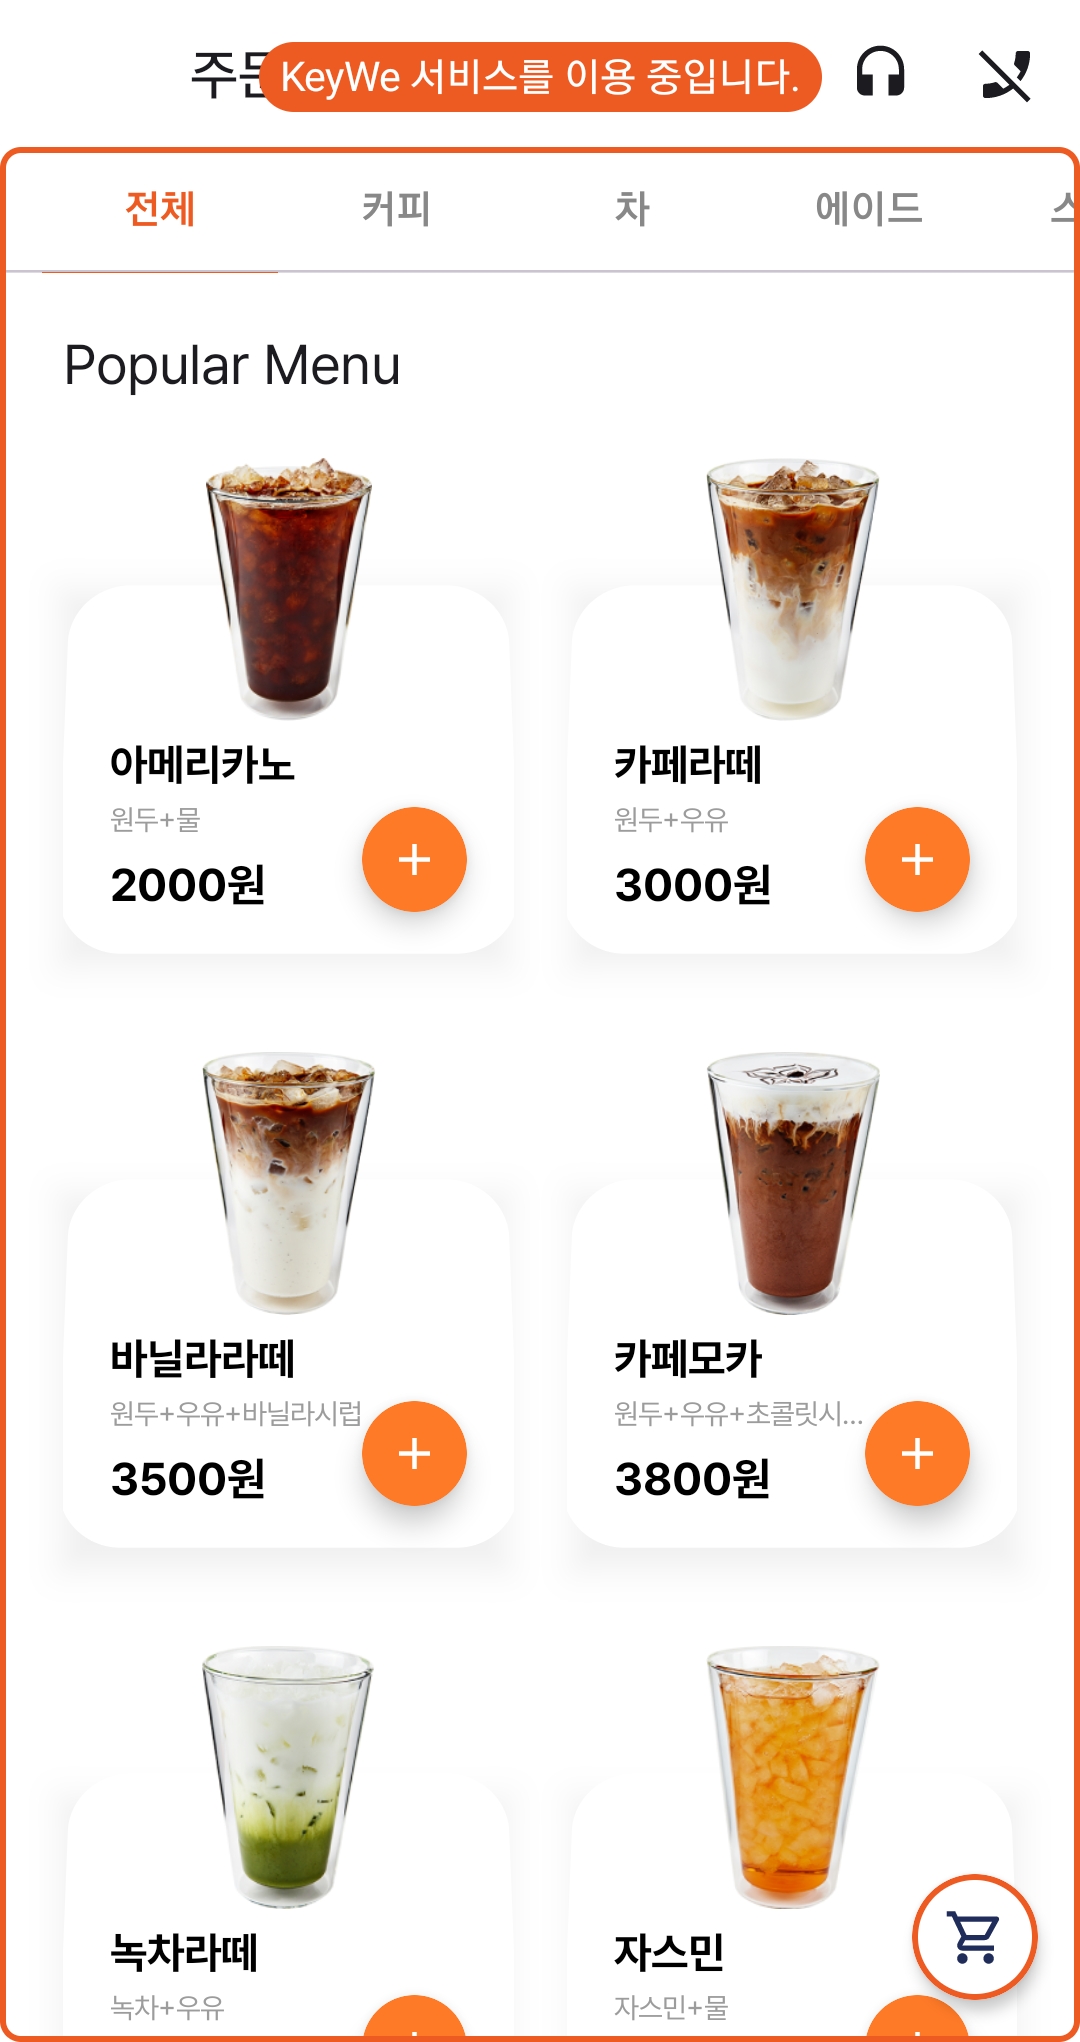 주문
KeyWe 서비스를 이용 중입니다.
전체 커피 차 에이드 스
Popular Menu
아메리카노
원두+물
2000원
카페라떼
원두+우유
3000원
바닐라라떼
원두+우유+바닐라시럽
3500원
카페모카
원두+우유+초콜릿시...
3800원
녹차라떼
녹차+우유
자스민
자스민+물